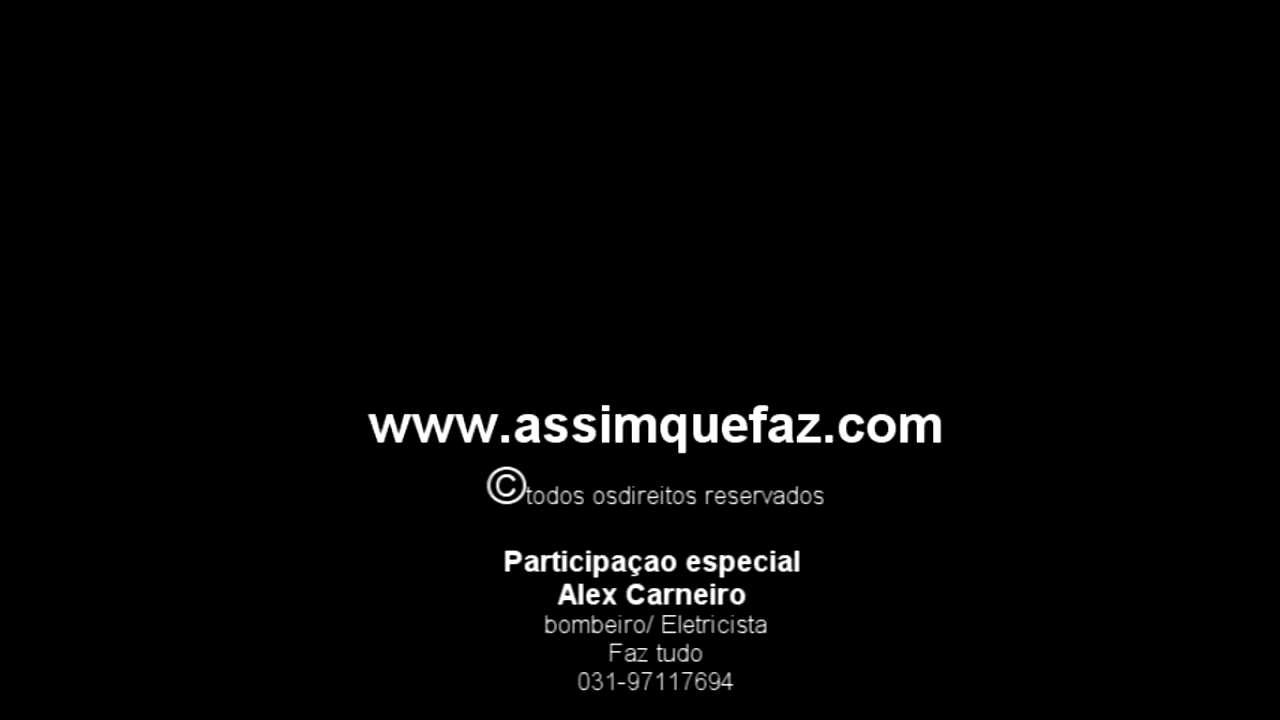 www.assimquefaz.com
©todos osdireitos reservados
Participaçao especial
Alex Carneiro
bombeiro/ Eletricista
Faz tudo
031-97117694